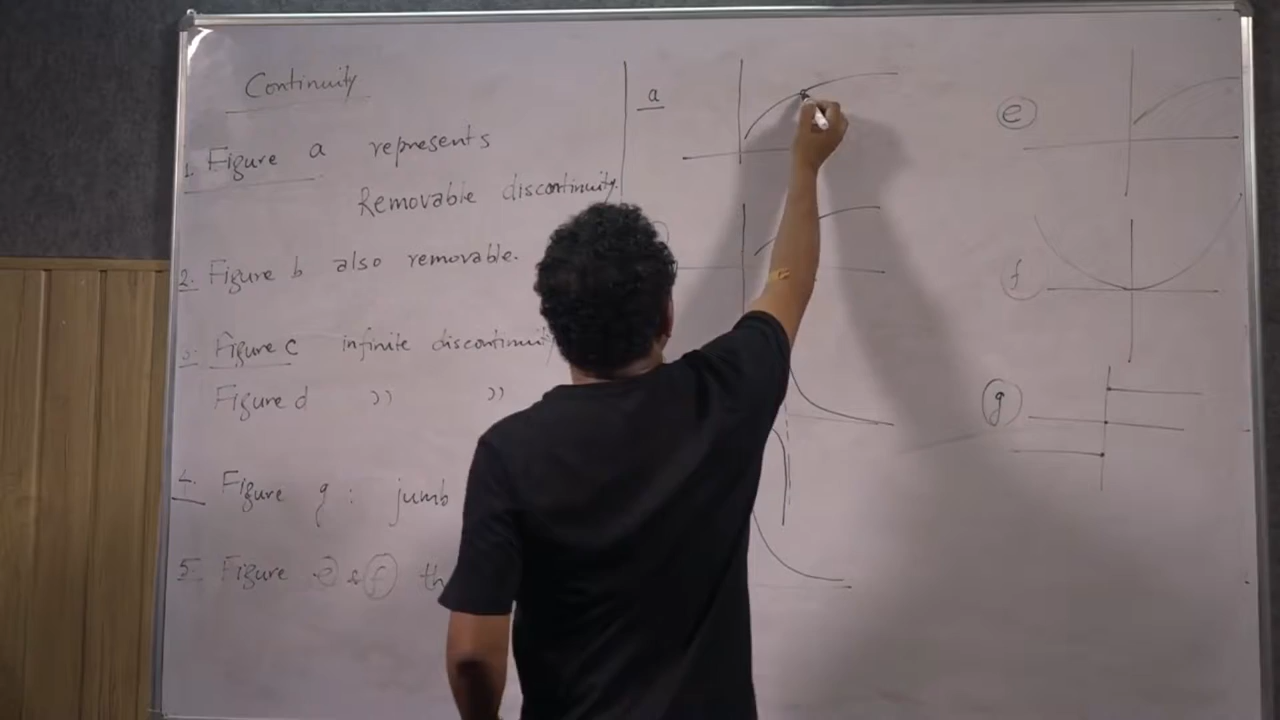 Continuity
1. Figure a represents
Removable discontinuity.
2. Figure b also removable.
3. Figure c infinite discontinuity
Figure d " "
4. Figure g : jumb
5. Figure e & f th
a
e
f
g